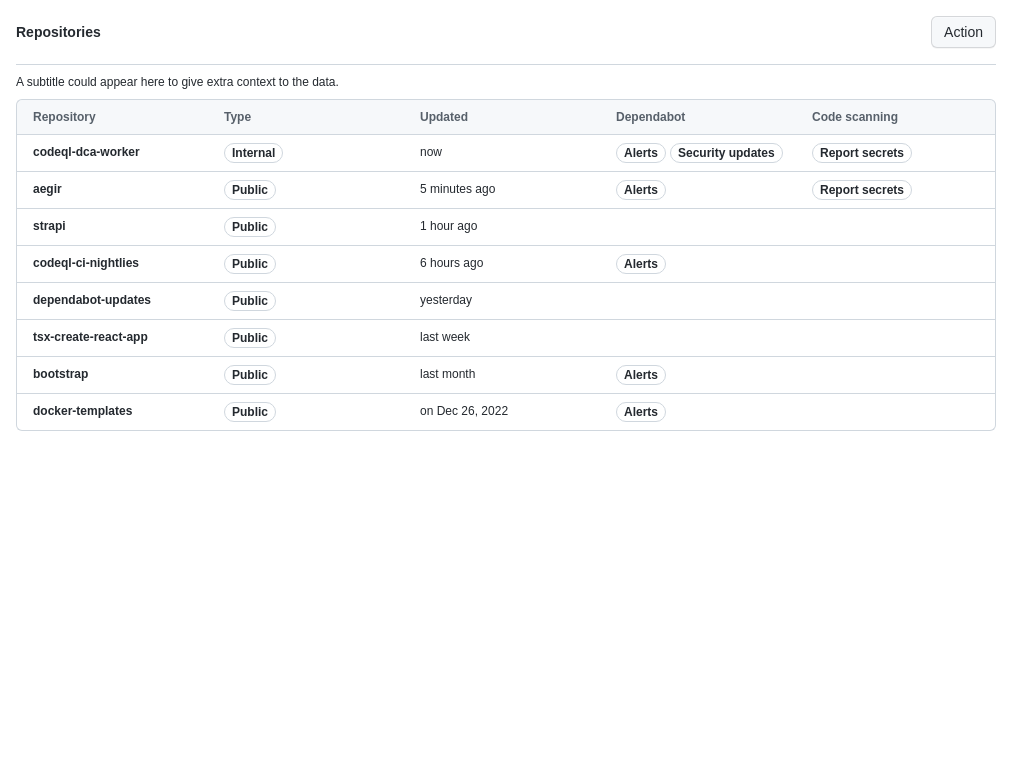 Repositories
Action
A subtitle could appear here to give extra context to the data.
Repository Type Updated Dependabot Code scanning
codeql-dca-worker Internal now Alerts Security updates Report secrets
aegir Public 5 minutes ago Alerts Report secrets
strapi Public 1 hour ago
codeql-ci-nightlies Public 6 hours ago Alerts
dependabot-updates Public yesterday
tsx-create-react-app Public last week
bootstrap Public last month Alerts
docker-templates Public on Dec 26, 2022 Alerts